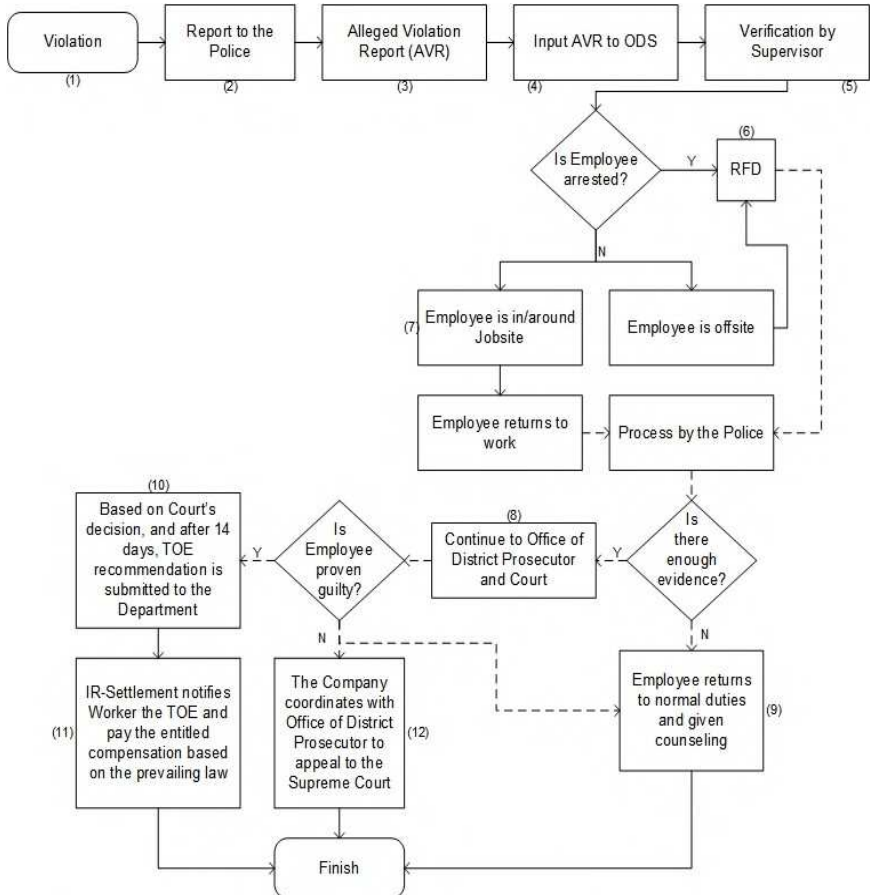 Violation
(1)
Report to the
Police
(2)
Alleged Violation
Report (AVR)
(3)
Input AVR to ODS
(4)
Verification by
Supervisor
(5)
Is Employee
arrested?
Y
N
(6)
RFD
(7)
Employee is in/around
Jobsite
Employee is offsite
Employee returns to
work
Process by the Police
Is
there
enough
evidence?
Y
N
(8)
Continue to Office of
District Prosecutor
and Court
Is
Employee
proven
guilty?
Y
N
(10)
Based on Court's
decision, and after 14
days, TOE
recommendation is
submitted to the
Department
(11)
IR-Settlement notifies
Worker the TOE and
pay the entitled
compensation based
on the prevailing law
The Company
coordinates with
Office of District
Prosecutor to
appeal to the
Supreme Court
(12)
Employee returns
to normal duties
and given
counseling
(9)
Finish